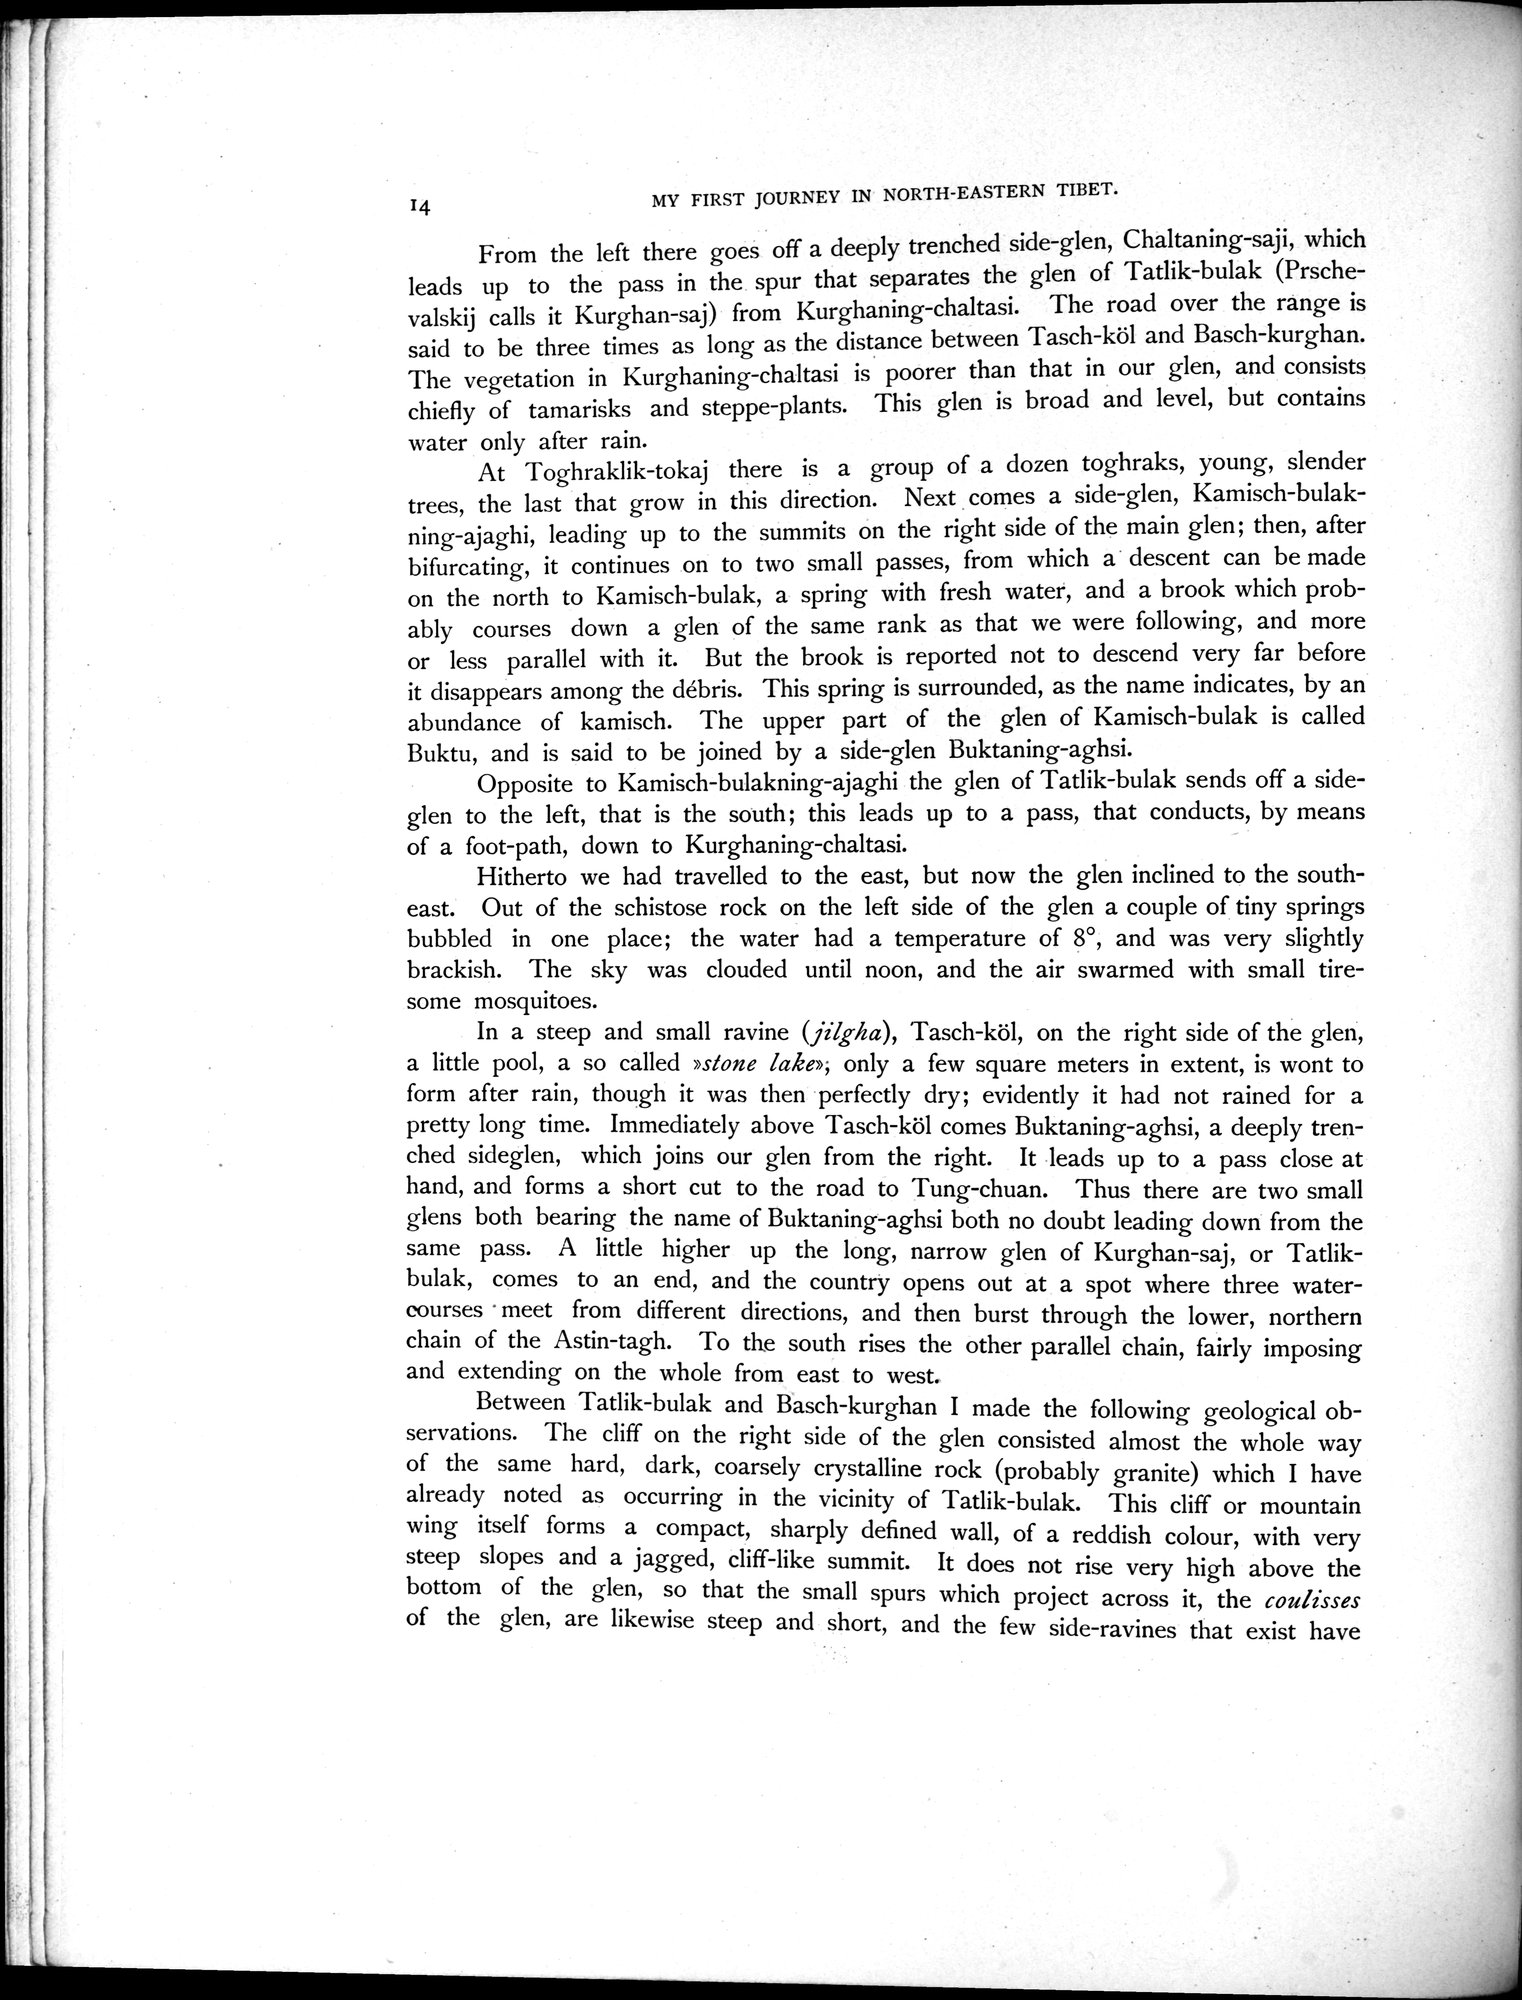 14
MY FIRST JOURNEY IN NORTH-EASTERN TIBET.
From the left there goes off a deeply trenched side-glen, Chaltaning-saji, which
leads up to the pass in the spur that separates the glen of Tatlik-bulak (Prsche-
valskij calls it Kurghan-saj) from Kurghaning-chaltasi. The road over the range is
said to be three times as long as the distance between Tasch-köl and Basch-kurghan.
The vegetation in Kurghaning-chaltasi is poorer than that in our glen, and consists
chiefly of tamarisks and steppe-plants. This glen is broad and level, but contains
water only after rain.
At Toghraklik-tokaj there is a group of a dozen toghraks, young, slender
trees, the last that grow in this direction. Next comes a side-glen, Kamisch-bulak-
ning-ajaghi, leading up to the summits on the right side of the main glen; then, after
bifurcating, it continues on to two small passes, from which a descent can be made
on the north to Kamisch-bulak, a spring with fresh water, and a brook which prob-
ably courses down a glen of the same rank as that we were following, and more
or less parallel with it. But the brook is reported not to descend very far before
it disappears among the débris. This spring is surrounded, as the name indicates, by an
abundance of kamisch. The upper part of the glen of Kamisch-bulak is called
Buktu, and is said to be joined by a side-glen Buktaning-aghsi.
Opposite to Kamisch-bulakning-ajaghi the glen of Tatlik-bulak sends off a side-
glen to the left, that is the south; this leads up to a pass, that conducts, by means
of a foot-path, down to Kurghaning-chaltasi.
Hitherto we had travelled to the east, but now the glen inclined to the south-
east. Out of the schistose rock on the left side of the glen a couple of tiny springs
bubbled in one place; the water had a temperature of 8°, and was very slightly
brackish. The sky was clouded until noon, and the air swarmed with small tire-
some mosquitoes.
In a steep and small ravine (jilgha), Tasch-köl, on the right side of the glen,
a little pool, a so called »stone lake»; only a few square meters in extent, is wont to
form after rain, though it was then perfectly dry; evidently it had not rained for a
pretty long time. Immediately above Tasch-köl comes Buktaning-aghsi, a deeply tren-
ched sideglen, which joins our glen from the right. It leads up to a pass close at
hand, and forms a short cut to the road to Tung-chuan. Thus there are two small
glens both bearing the name of Buktaning-aghsi both no doubt leading down from the
same pass. A little higher up the long, narrow glen of Kurghan-saj, or Tatlik-
bulak, comes to an end, and the country opens out at a spot where three water-
courses meet from different directions, and then burst through the lower, northern
chain of the Astin-tagh. To the south rises the other parallel chain, fairly imposing
and extending on the whole from east to west.
Between Tatlik-bulak and Basch-kurghan I made the following geological ob-
servations. The cliff on the right side of the glen consisted almost the whole way
of the same hard, dark, coarsely crystalline rock (probably granite) which I have
already noted as occurring in the vicinity of Tatlik-bulak. This cliff or mountain
wing itself forms a compact, sharply defined wall, of a reddish colour, with very
steep slopes and a jagged, cliff-like summit. It does not rise very high above the
bottom of the glen, so that the small spurs which project across it, the coulisses
of the glen, are likewise steep and short, and the few side-ravines that exist have